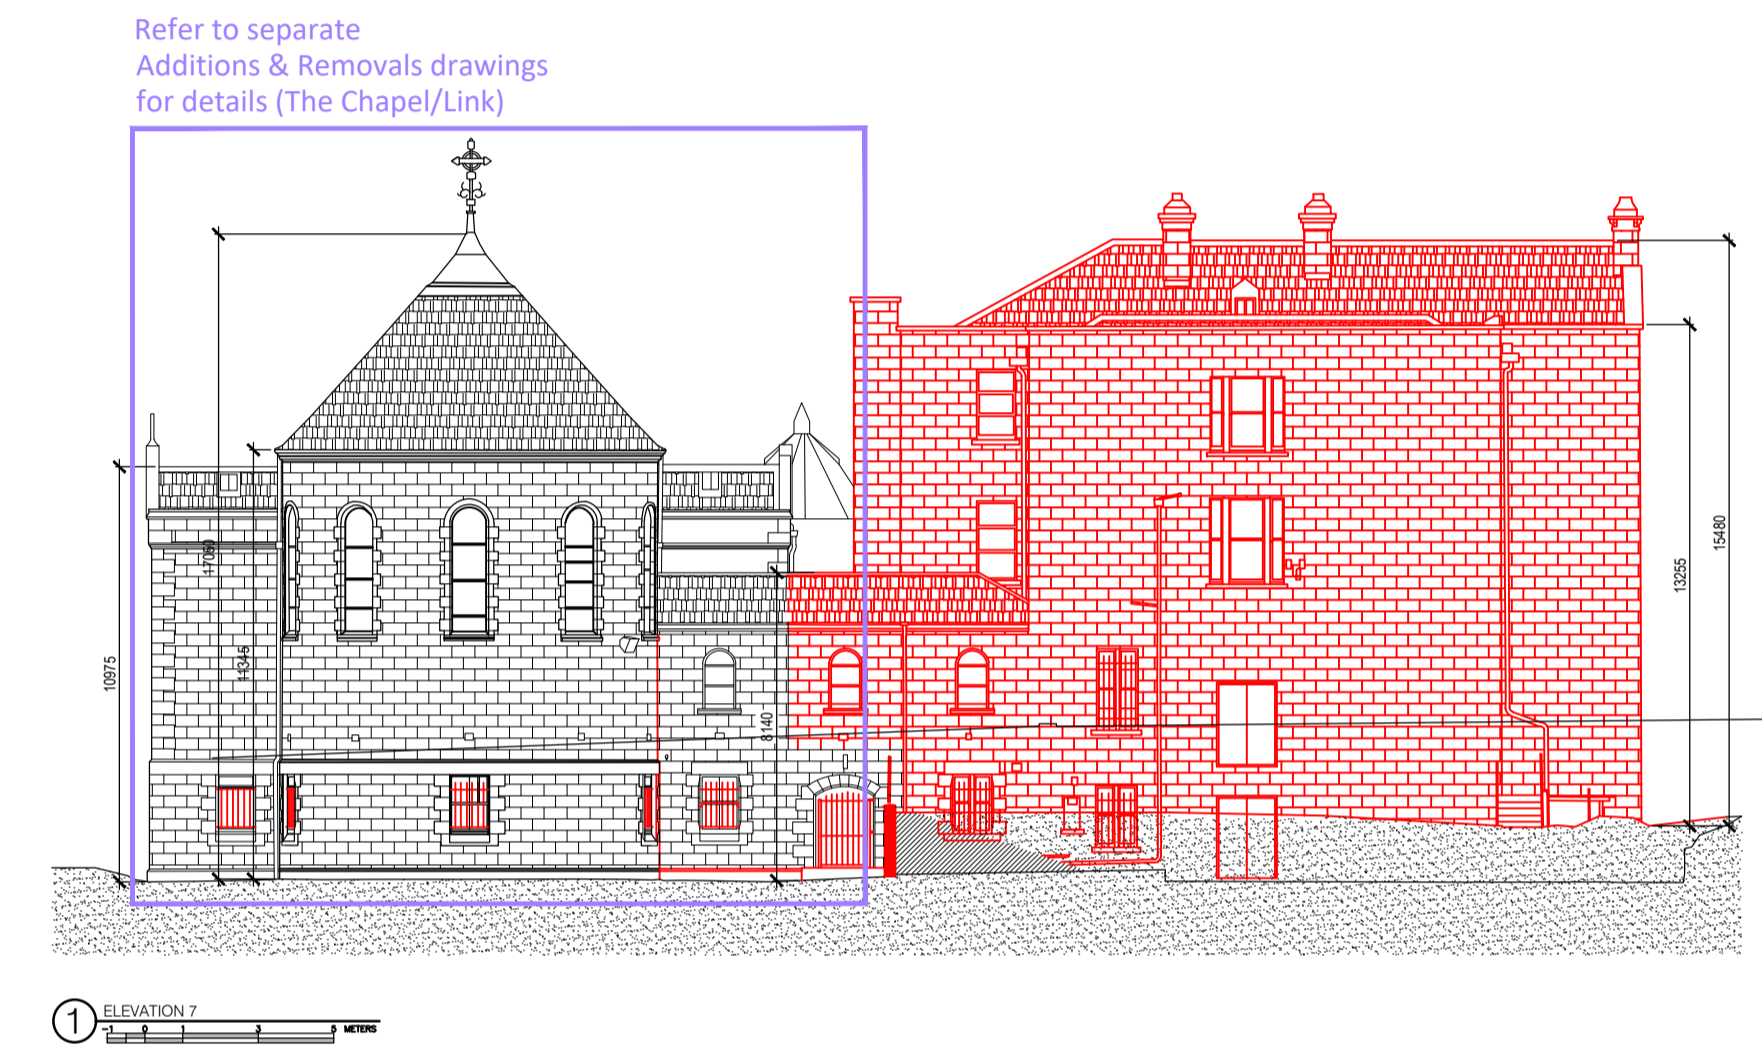 Refer to separate
Additions & Removals drawings
for details (The Chapel/Link)
17060
11345
10975
8140
15480
13255
1
ELEVATION 7
-1 0 1 3 5 METERS